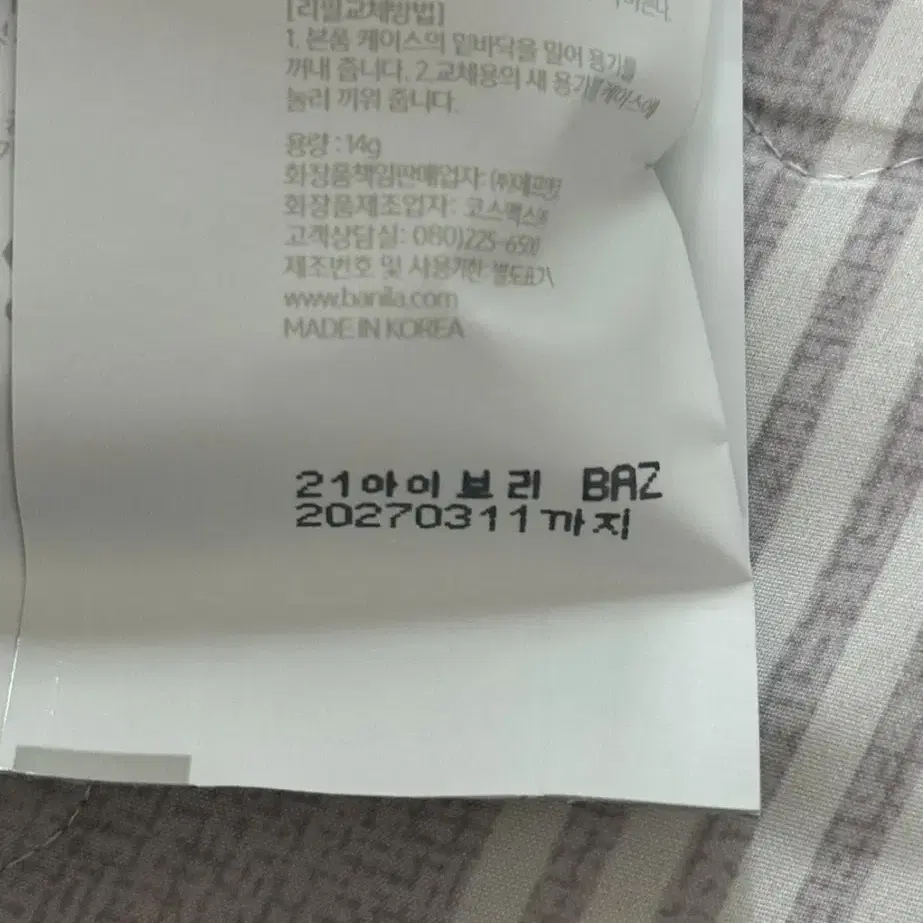 [리필교체방법]
1. 본품 케이스의 밑바닥을 밀어 용기를
꺼내 줍니다. 2. 교체용의 새 용기를 케이스에
눌러 끼워 줍니다.
용량 : 14g
화장품책임판매업자: (주)에프앤
화장품제조업자: 코스맥스㈜
고객상담실: 080)225-6500
제조번호 및 사용기한: 별도표기
www.banila.com
MADE IN KOREA
21아이보리 BAZ
20270311까지